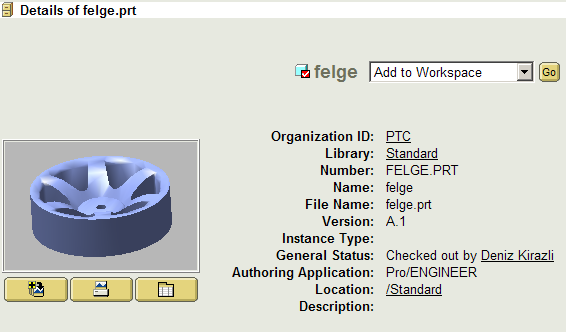 Details of felge.prt
felge Add to Workspace Go
Organization ID: PTC
Library: Standard
Number: FELGE.PRT
Name: felge
File Name: felge.prt
Version: A.1
Instance Type:
General Status: Checked out by Deniz Kirazli
Authoring Application: Pro/ENGINEER
Location: /Standard
Description: